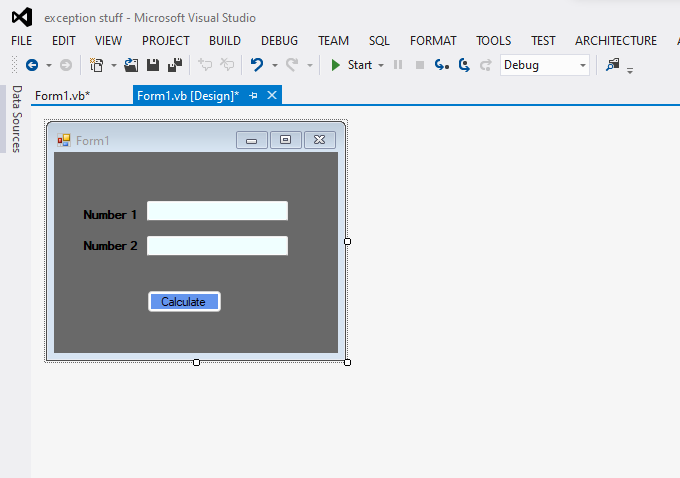 exception stuff - Microsoft Visual Studio
FILE EDIT VIEW PROJECT BUILD DEBUG TEAM SQL FORMAT TOOLS TEST ARCHITECTURE
Start Debug
Data Sources
Form1.vb* Form1.vb [Design]*
Form1
Number 1
Number 2
Calculate